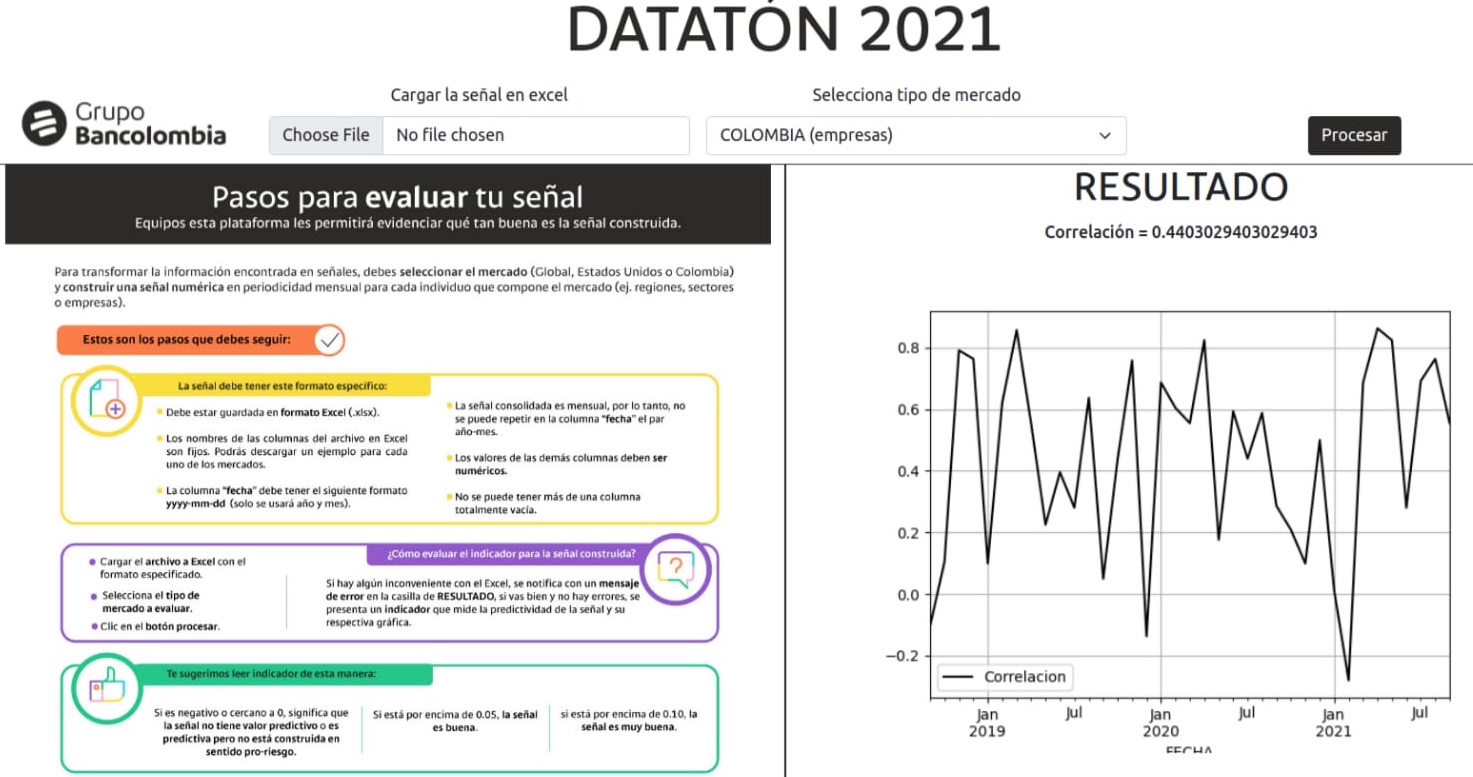 DATATÓN 2021
Grupo
Bancolombia
Cargar la señal en excel
Choose File No file chosen
Selecciona tipo de mercado
COLOMBIA (empresas)
Procesar
Pasos para evaluar tu señal
Equipos esta plataforma les permitirá evidenciar qué tan buena es la señal construida.
Para transformar la información encontrada en señales, debes seleccionar el mercado (Global, Estados Unidos o Colombia)
y construir una señal numérica en periodicidad mensual para cada individuo que compone el mercado (ej. regiones, sectores
o empresas).
Estos son los pasos que debes seguir:
La señal debe tener este formato específico:
Debe estar guardada en formato Excel (.xlsx).
Los nombres de las columnas del archivo en Excel
son fijos. Podrás descargar un ejemplo para cada
uno de los mercados.
La columna "fecha" debe tener el siguiente formato
yyyy-mm-dd (solo se usará año y mes).
La señal consolidada es mensual, por lo tanto, no
se puede repetir en la columna "fecha" el par
año-mes.
Los valores de las demás columnas deben ser
numéricos.
No se puede tener más de una columna
totalmente vacía.
Cargar el archivo a Excel con el
formato especificado.
Selecciona el tipo de
mercado a evaluar.
Clic en el botón procesar.
¿Cómo evaluar el indicador para la señal construida?
Si hay algún inconveniente con el Excel, se notifica con un mensaje
de error en la casilla de RESULTADO, si vas bien y no hay errores, se
presenta un indicador que mide la predictividad de la señal y su
respectiva gráfica.
?
Te sugerimos leer indicador de esta manera:
Si es negativo o cercano a 0, significa que
la señal no tiene valor predictivo o es
predictiva pero no está construida en
sentido pro-riesgo.
Si está por encima de 0.05, la señal
es buena.
si está por encima de 0.10, la
señal es muy buena.
RESULTADO
Correlación = 0.4403029403029403
0.8
0.6
0.4
0.2
0.0
−0.2
Correlacion
Jan
2019
Jul
Jan
2020
Jul
Jan
2021
Jul
FECHA